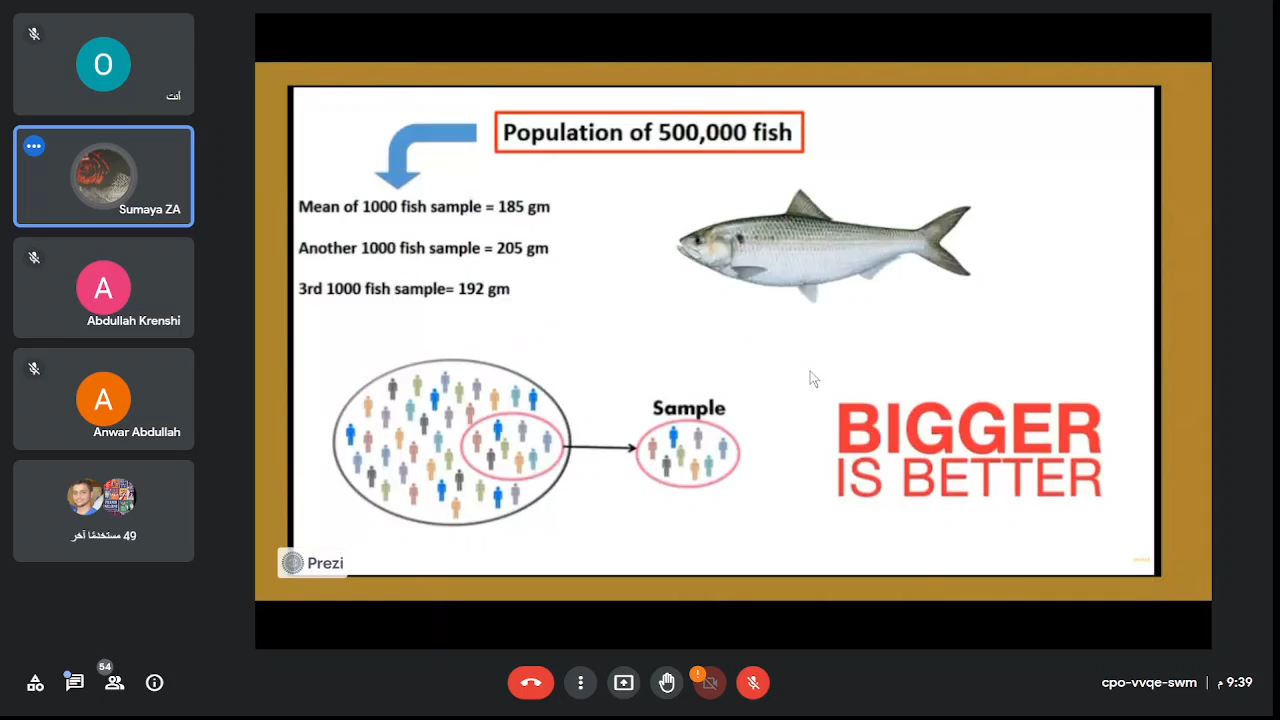 O
أنت
Sumaya ZA
A
Abdullah Krenshi
A
Anwar Abdullah
49 مستخدمًا آخر
Population of 500,000 fish
Mean of 1000 fish sample = 185 gm
Another 1000 fish sample = 205 gm
3rd 1000 fish sample= 192 gm
Sample
BIGGER
IS BETTER
Prezi
54
cpo-vvqe-swm | 9:39 م